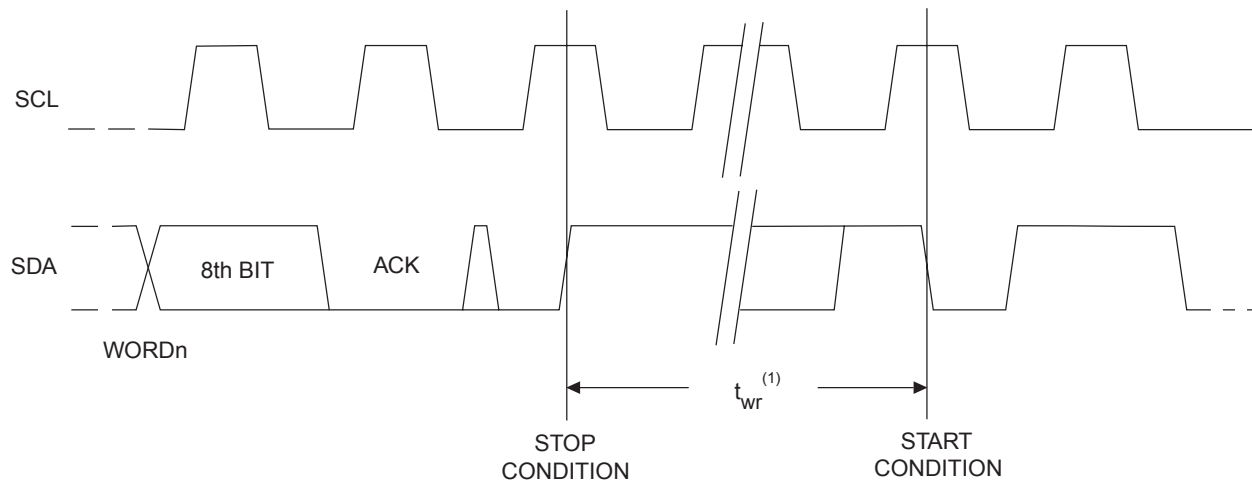 SCL
SDA
8th BIT
ACK
WORDn
twr(1)
STOP
CONDITION
START
CONDITION